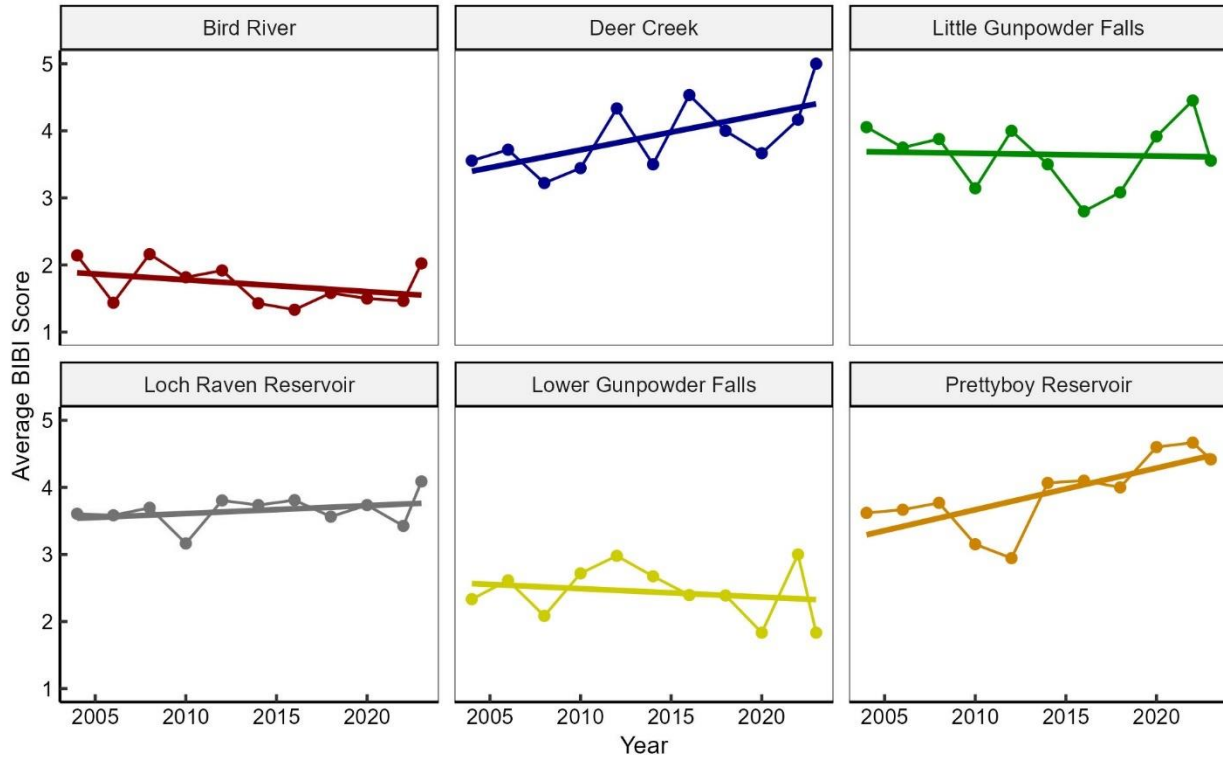 Bird River
Deer Creek
Little Gunpowder Falls
5
4
3
2
1
Loch Raven Reservoir
Lower Gunpowder Falls
Prettyboy Reservoir
5
4
3
2
1
Average BIBI Score
2005 2010 2015 2020
2005 2010 2015 2020
2005 2010 2015 2020
Year